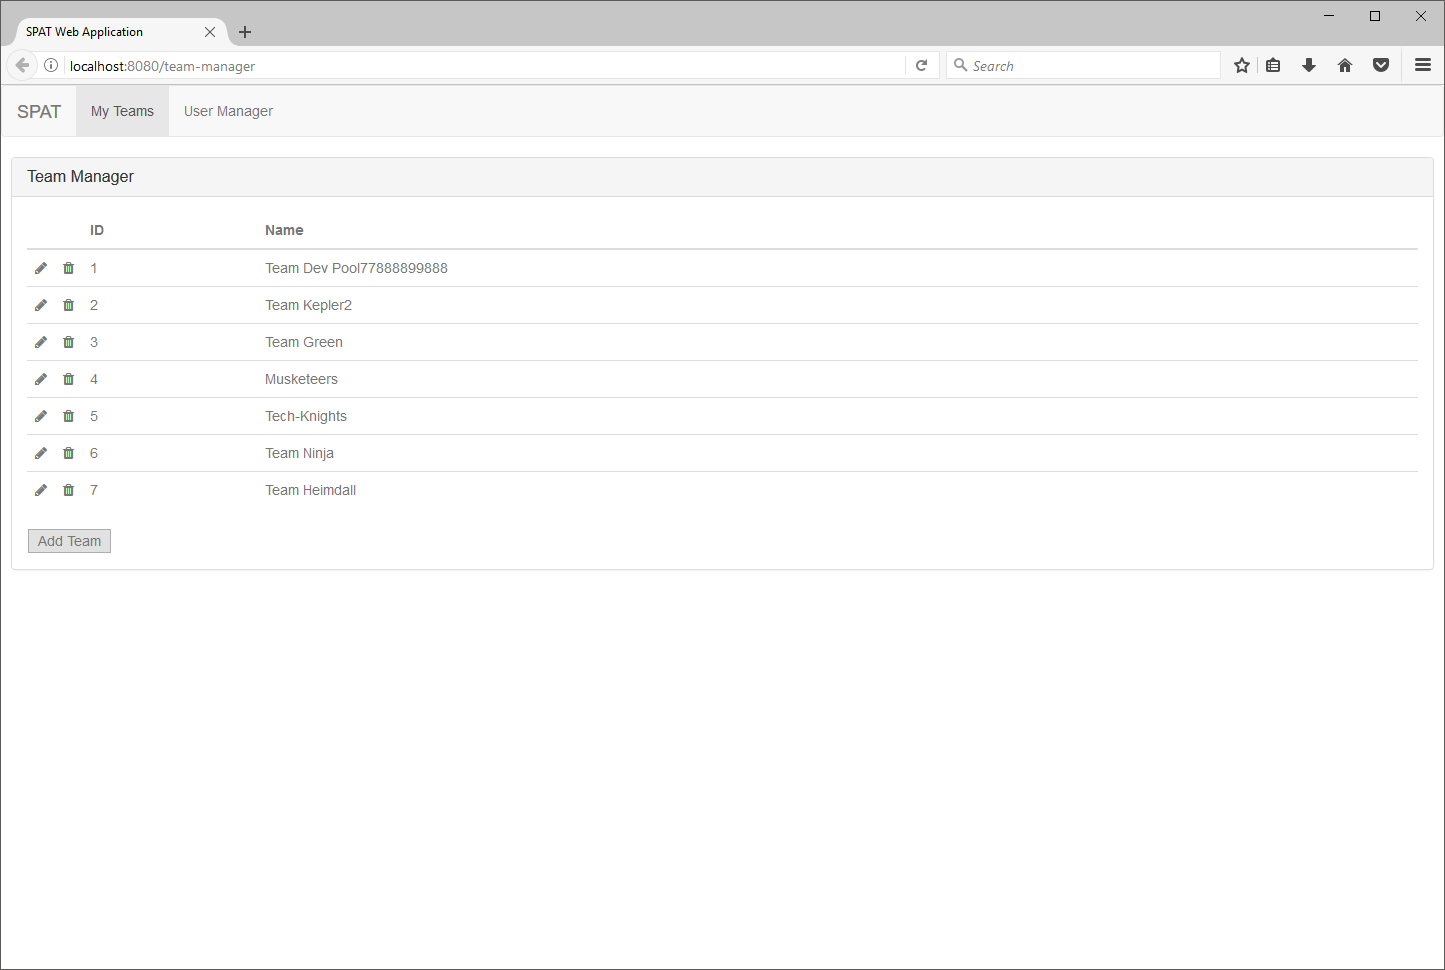 SPAT Web Application
localhost:8080/team-manager
Search
SPAT My Teams User Manager
Team Manager
ID Name
1 Team Dev Pool77888899888
2 Team Kepler2
3 Team Green
4 Musketeers
5 Tech-Knights
6 Team Ninja
7 Team Heimdall
Add Team